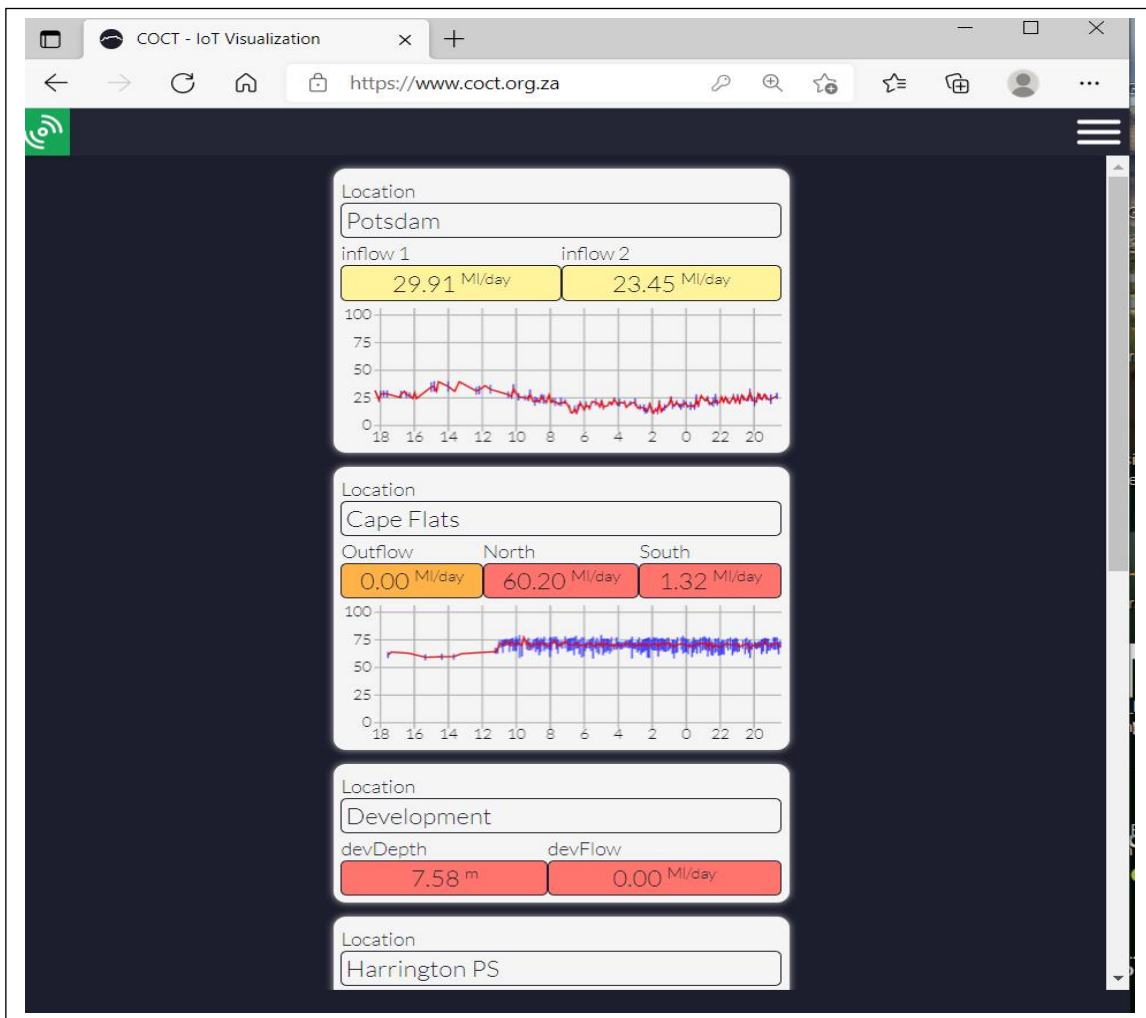 COCT - IoT Visualization
https://www.coct.org.za
Location
Potsdam
inflow 1 inflow 2
29.91 Ml/day 23.45 Ml/day
100
75
50
25
0
18 16 14 12 10 8 6 4 2 0 22 20
Location
Cape Flats
Outflow North South
0.00 Ml/day 60.20 Ml/day 1.32 Ml/day
100
75
50
25
0
18 16 14 12 10 8 6 4 2 0 22 20
Location
Development
devDepth devFlow
7.58 m 0.00 Ml/day
Location
Harrington PS